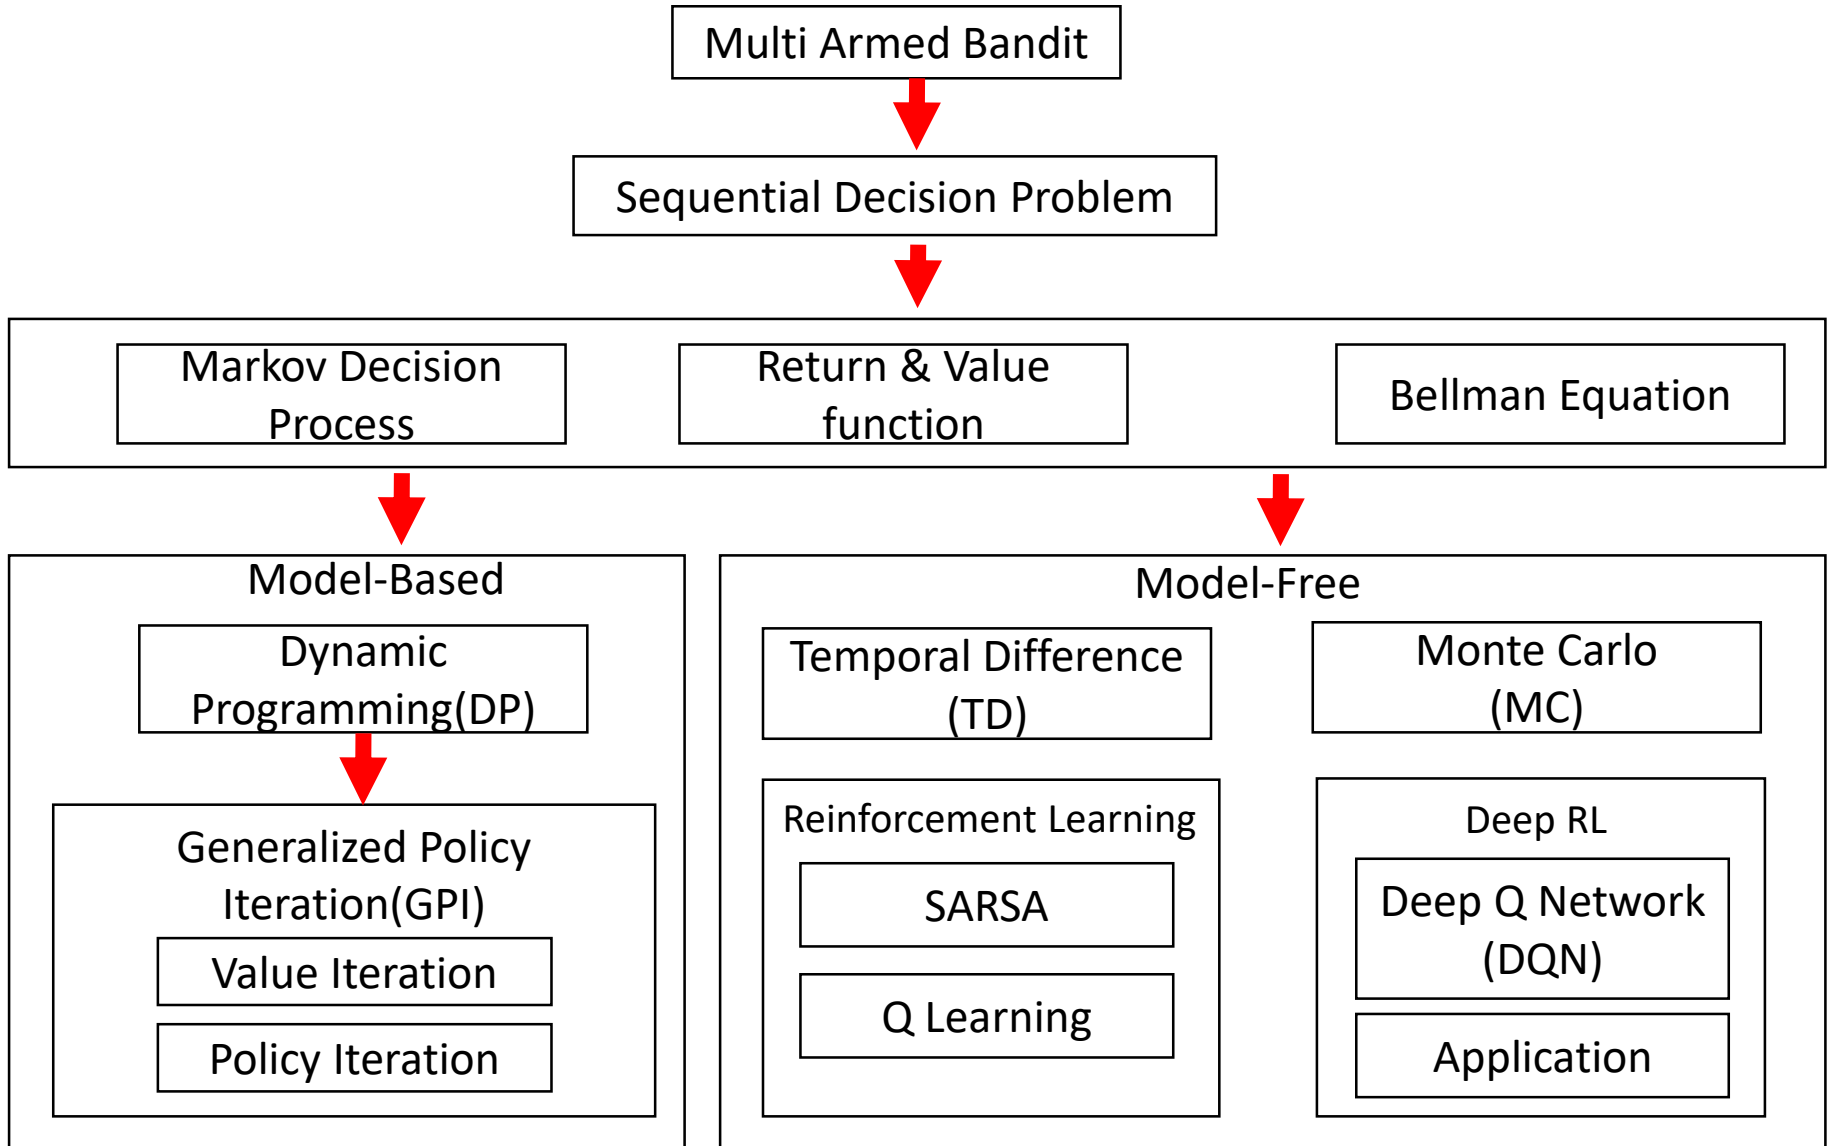 Multi Armed Bandit
Sequential Decision Problem
Markov Decision
Process
Return & Value
function
Bellman Equation
Model-Based
Dynamic
Programming(DP)
Generalized Policy
Iteration(GPI)
Value Iteration
Policy Iteration
Model-Free
Temporal Difference
(TD)
Monte Carlo
(MC)
Reinforcement Learning
SARSA
Q Learning
Deep RL
Deep Q Network
(DQN)
Application